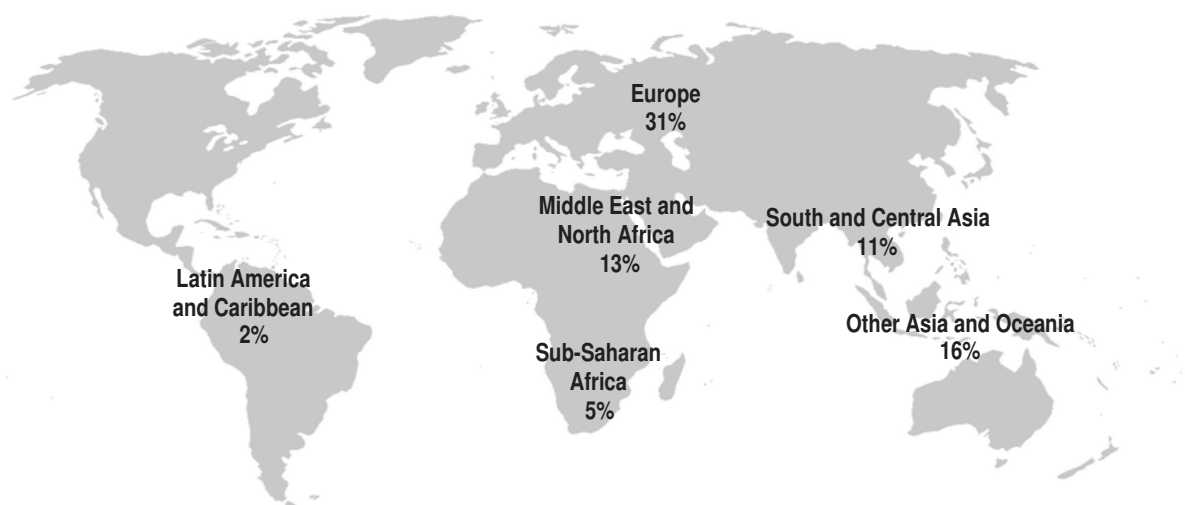 Europe
31%
Middle East and
North Africa
13%
South and Central Asia
11%
Latin America
and Caribbean
2%
Other Asia and Oceania
16%
Sub-Saharan
Africa
5%